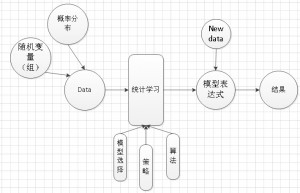 概率分
布
随机变
量
（组）
Data
统计学习
New
data
模型表
达式
结果
模
型
选
择
策
略
算
法